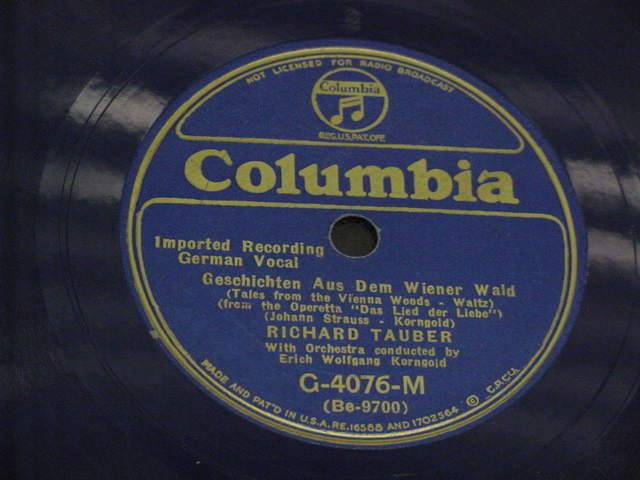 NOT LICENSED FOR RADIO BROADCAST
Columbia
REG.U.S.PAT.OFF.
Columbia
Imported Recording
German Vocal
Geschichten Aus Dem Wiener Wald
(Tales from the Vienna Woods - Waltz)
(from the Operetta "Das Lied der Liebe")
(Johann Strauss - Korngold)
RICHARD TAUBER
With Orchestra conducted by
Erich Wolfgang Korngold
G-4076-M
(Be-9700)
MADE AND PAT'D IN U.S.A. RE.16588 AND 1702564 © C.P.CU.